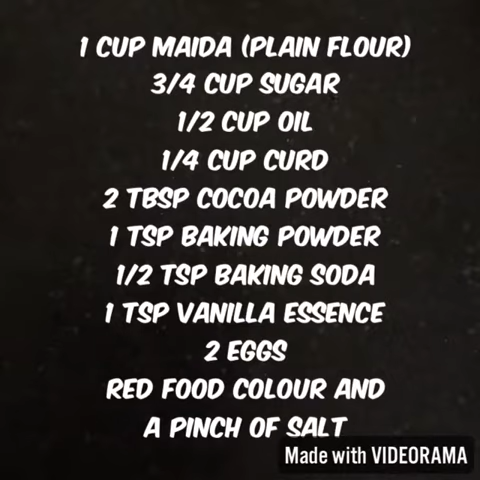 1 CUP MAIDA (PLAIN FLOUR)
3/4 CUP SUGAR
1/2 CUP OIL
1/4 CUP CURD
2 TBSP COCOA POWDER
1 TSP BAKING POWDER
1/2 TSP BAKING SODA
1 TSP VANILLA ESSENCE
2 EGGS
RED FOOD COLOUR AND
A PINCH OF SALT
Made with VIDEORAMA